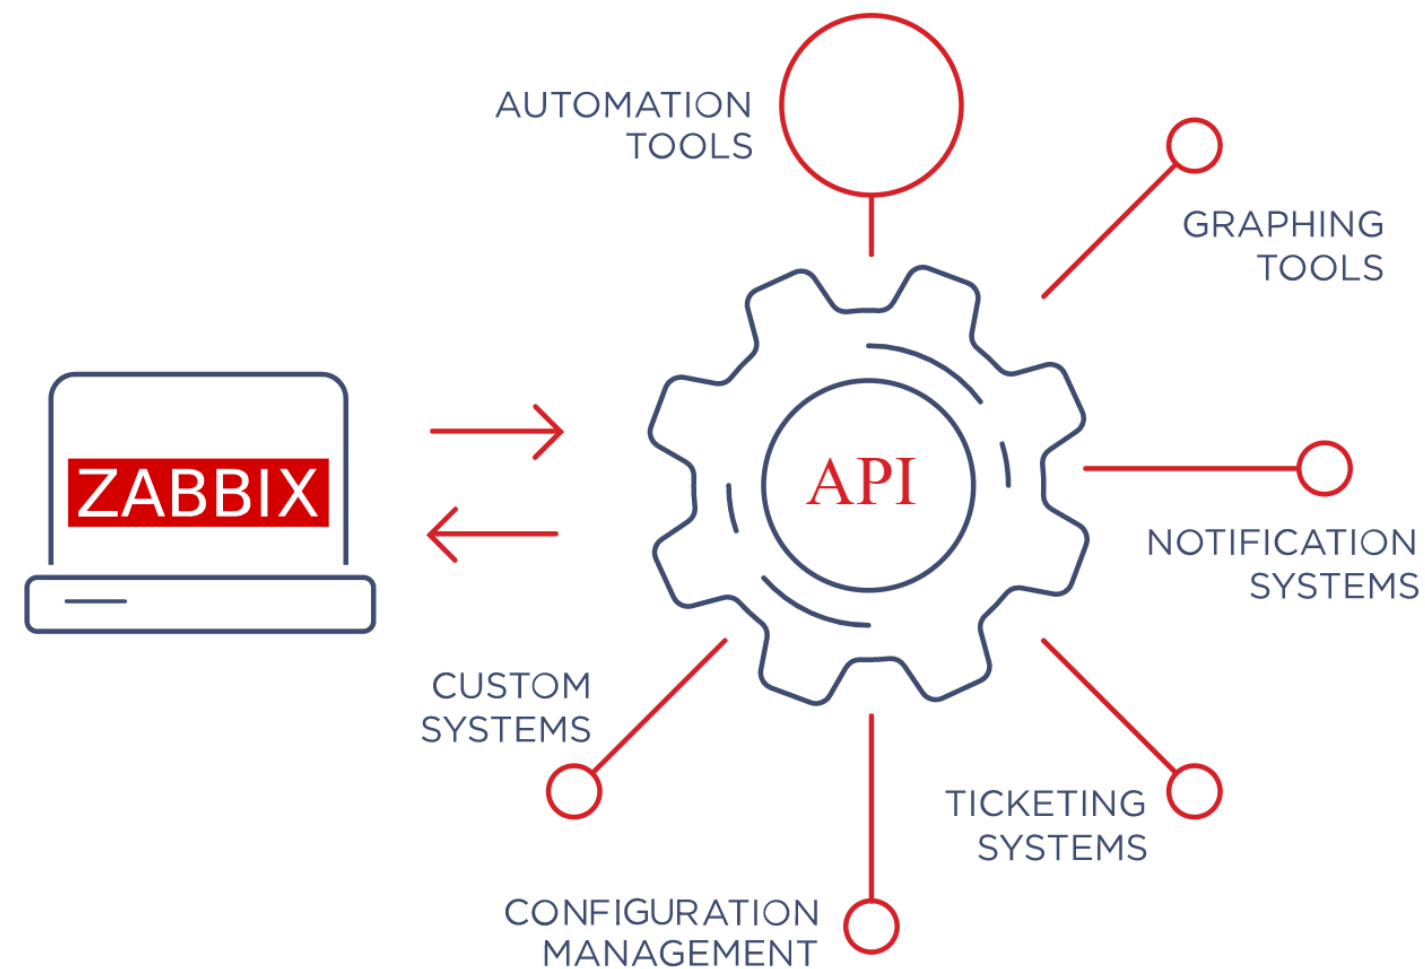 AUTOMATION
TOOLS
GRAPHING
TOOLS
ZABBIX
API
NOTIFICATION
SYSTEMS
CUSTOM
SYSTEMS
TICKETING
SYSTEMS
CONFIGURATION
MANAGEMENT